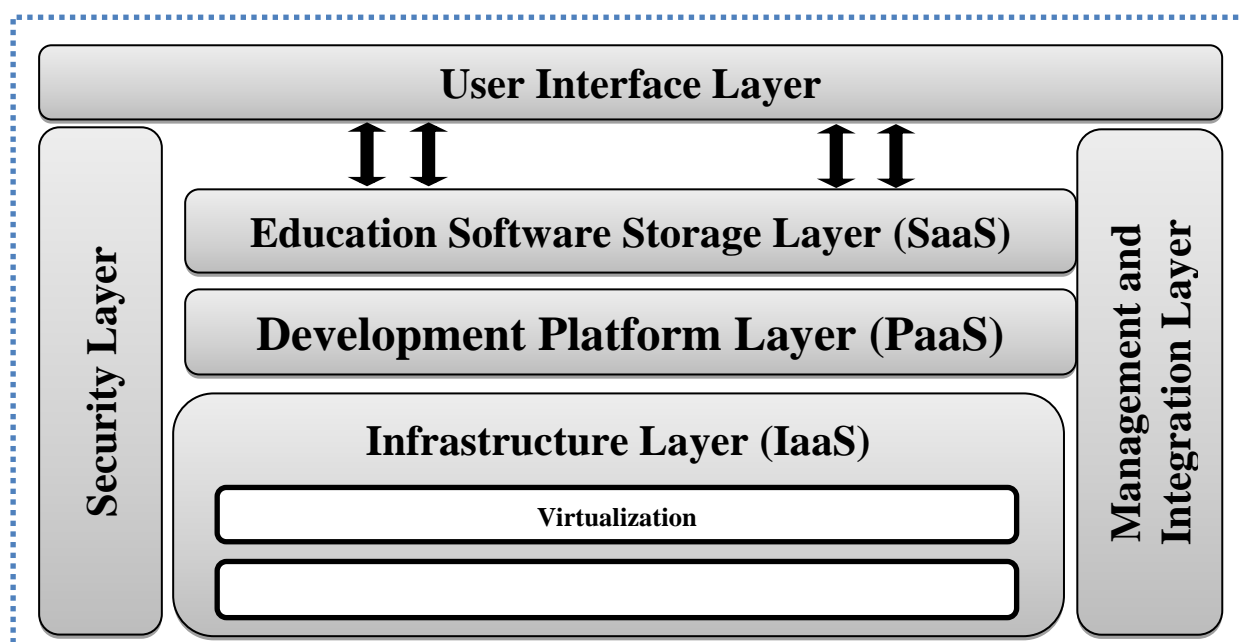 User Interface Layer
Security Layer
Education Software Storage Layer (SaaS)
Development Platform Layer (PaaS)
Infrastructure Layer (IaaS)
Virtualization
Management and
Integration Layer